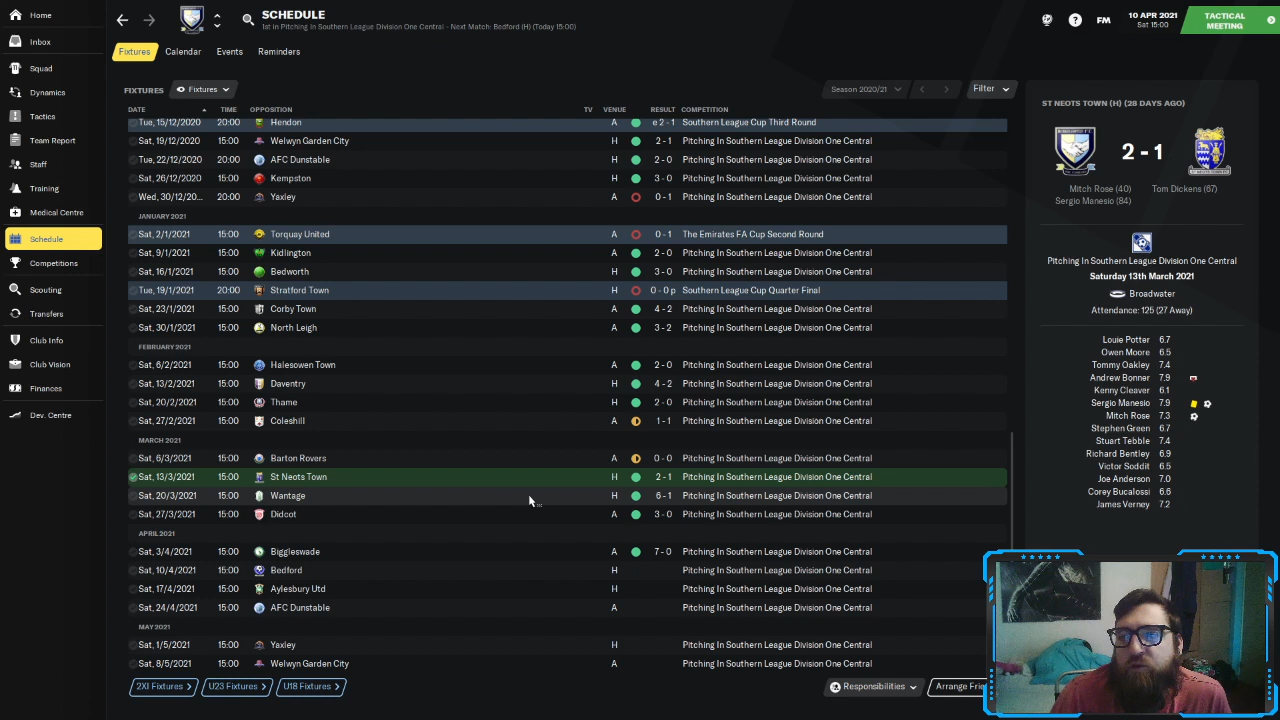 Home
Inbox
Squad
Dynamics
Tactics
Team Report
Staff
Training
Medical Centre
Schedule
Competitions
Scouting
Transfers
Club Info
Club Vision
Finances
Dev. Centre
SCHEDULE
1st in Pitching In Southern League Division One Central - Next Match: Bedford (H) (Today 15:00)
FM
10 APR 2021
Sat 15:00
TACTICAL MEETING
Fixtures Calendar Events Reminders
FIXTURES Fixtures Season 2020/21 Filter
DATE TIME OPPOSITION TV VENUE RESULT COMPETITION
Tue, 15/12/2020 20:00 Hendon A e 2 - 1 Southern League Cup Third Round
Sat, 19/12/2020 15:00 Welwyn Garden City H 2 - 1 Pitching In Southern League Division One Central
Tue, 22/12/2020 20:00 AFC Dunstable H 2 - 0 Pitching In Southern League Division One Central
Sat, 26/12/2020 15:00 Kempston H 3 - 0 Pitching In Southern League Division One Central
Wed, 30/12/20... 20:00 Yaxley A 0 - 1 Pitching In Southern League Division One Central
JANUARY 2021
Sat, 2/1/2021 15:00 Torquay United A 0 - 1 The Emirates FA Cup Second Round
Sat, 9/1/2021 15:00 Kidlington A 2 - 0 Pitching In Southern League Division One Central
Sat, 16/1/2021 15:00 Bedworth H 3 - 0 Pitching In Southern League Division One Central
Tue, 19/1/2021 20:00 Stratford Town H 0 - 0 p Southern League Cup Quarter Final
Sat, 23/1/2021 15:00 Corby Town A 4 - 2 Pitching In Southern League Division One Central
Sat, 30/1/2021 15:00 North Leigh A 3 - 2 Pitching In Southern League Division One Central
FEBRUARY 2021
Sat, 6/2/2021 15:00 Halesowen Town A 2 - 0 Pitching In Southern League Division One Central
Sat, 13/2/2021 15:00 Daventry H 4 - 2 Pitching In Southern League Division One Central
Sat, 20/2/2021 15:00 Thame H 2 - 0 Pitching In Southern League Division One Central
Sat, 27/2/2021 15:00 Coleshill A 1 - 1 Pitching In Southern League Division One Central
MARCH 2021
Sat, 6/3/2021 15:00 Barton Rovers A 0 - 0 Pitching In Southern League Division One Central
Sat, 13/3/2021 15:00 St Neots Town H 2 - 1 Pitching In Southern League Division One Central
Sat, 20/3/2021 15:00 Wantage H 6 - 1 Pitching In Southern League Division One Central
Sat, 27/3/2021 15:00 Didcot A 3 - 0 Pitching In Southern League Division One Central
APRIL 2021
Sat, 3/4/2021 15:00 Biggleswade A 7 - 0 Pitching In Southern League Division One Central
Sat, 10/4/2021 15:00 Bedford H Pitching In Southern League Division One Central
Sat, 17/4/2021 15:00 Aylesbury Utd H Pitching In Southern League Division One Central
Sat, 24/4/2021 15:00 AFC Dunstable A Pitching In Southern League Division One Central
MAY 2021
Sat, 1/5/2021 15:00 Yaxley H Pitching In Southern League Division One Central
Sat, 8/5/2021 15:00 Welwyn Garden City A Pitching In Southern League Division One Central
2XI Fixtures U23 Fixtures U18 Fixtures Responsibilities Arrange Frie
ST NEOTS TOWN (H) (28 DAYS AGO)
2 - 1
Mitch Rose (40) Tom Dickens (67)
Sergio Manesio (84)
Pitching In Southern League Division One Central
Saturday 13th March 2021
Broadwater
Attendance: 125 (27 Away)
Louie Potter 6.7
Owen Moore 6.5
Tommy Oakley 7.4
Andrew Bonner 7.9
Kenny Cleaver 6.1
Sergio Manesio 7.9
Mitch Rose 7.3
Stephen Green 6.7
Stuart Tebble 7.4
Richard Bentley 6.9
Victor Soddit 6.5
Joe Anderson 7.0
Corey Bucalossi 6.6
James Verney 7.2